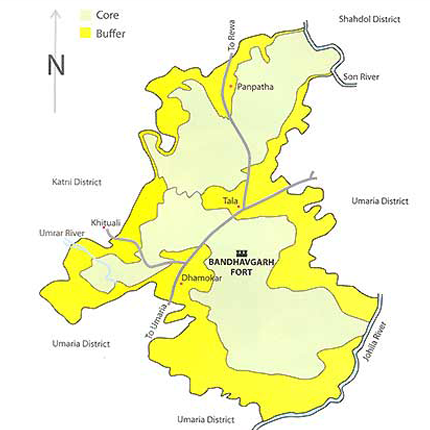 Core
Buffer
N
To Rewa
Shahdol District
Son River
Panpatha
Katni District
Tala
Umaria District
Khituali
Umrar River
BANDHAVGARH
FORT
Dhamokar
To Umaria
Umaria District
Johila River
Umaria District